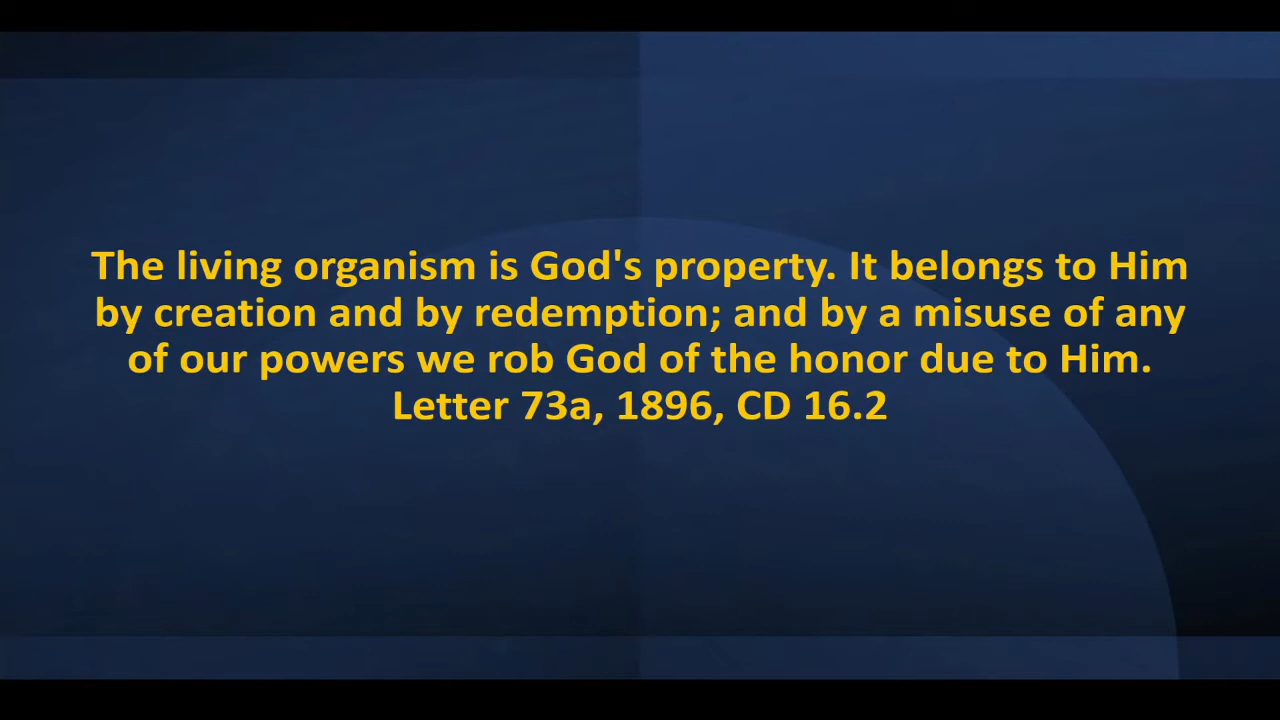 The living organism is God's property. It belongs to Him
by creation and by redemption; and by a misuse of any
of our powers we rob God of the honor due to Him.
Letter 73a, 1896, CD 16.2